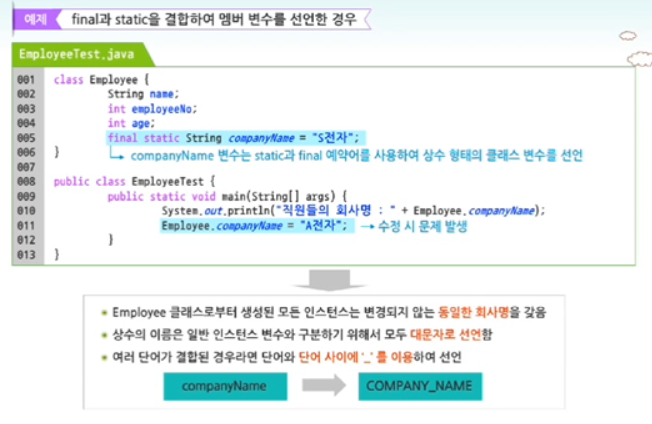 예제 final과 static을 결합하여 멤버 변수를 선언한 경우
EmployeeTest.java
001 class Employee {
002 String name;
003 int employeeNo;
004 int age;
005 final static String companyName = "S전자";
006 } companyName 변수는 static과 final 예약어를 사용하여 상수 형태의 클래스 변수를 선언
007
008 public class EmployeeTest {
009 public static void main(String[] args) {
010 System.out.println("직원들의 회사명 : " + Employee.companyName);
011 Employee.companyName = "A전자"; → 수정 시 문제 발생
012 }
013 }
Employee 클래스로부터 생성된 모든 인스턴스는 변경되지 않는 동일한 회사명을 갖음
상수의 이름은 일반 인스턴스 변수와 구분하기 위해서 모두 대문자로 선언함
여러 단어가 결합된 경우라면 단어와 단어 사이에 '_' 를 이용하여 선언
companyName COMPANY_NAME